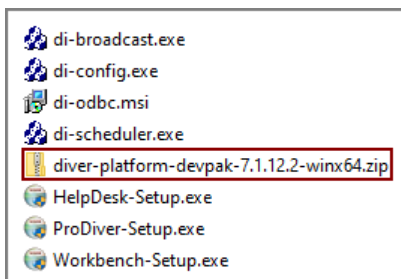 di-broadcast.exe
di-config.exe
di-odbc.msi
di-scheduler.exe
diver-platform-devpak-7.1.12.2-winx64.zip
HelpDesk-Setup.exe
ProDiver-Setup.exe
Workbench-Setup.exe